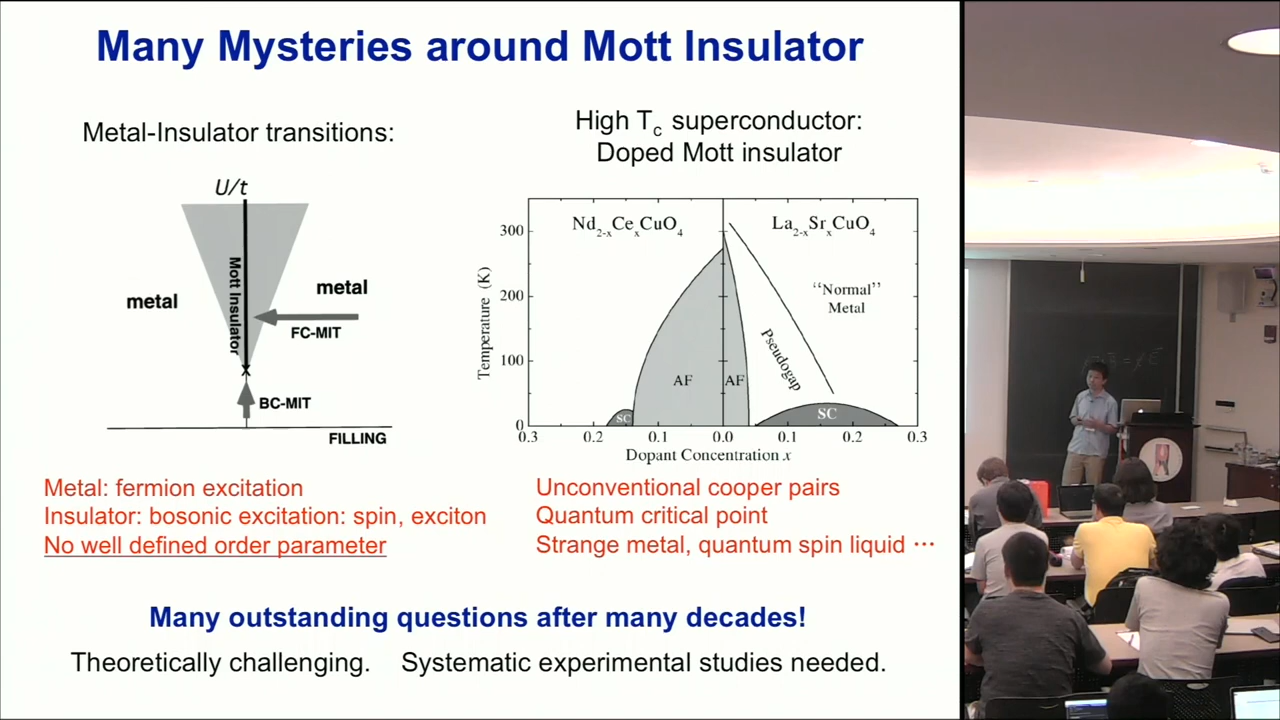 Many Mysteries around Mott Insulator
Metal-Insulator transitions:
High Tc superconductor:
Doped Mott insulator
U/t
Mott Insulator
metal
metal
FC-MIT
BC-MIT
FILLING
Nd2-xCexCuO4
La2-xSrxCuO4
Temperature (K)
300
200
100
0
"Normal"
Metal
Pseudogap
AF
AF
SC
SC
0.3
0.2
0.1
0.0
0.1
0.2
0.3
Dopant Concentration x
Metal: fermion excitation
Insulator: bosonic excitation: spin, exciton
No well defined order parameter
Unconventional cooper pairs
Quantum critical point
Strange metal, quantum spin liquid ⋯
Many outstanding questions after many decades!
Theoretically challenging. Systematic experimental studies needed.